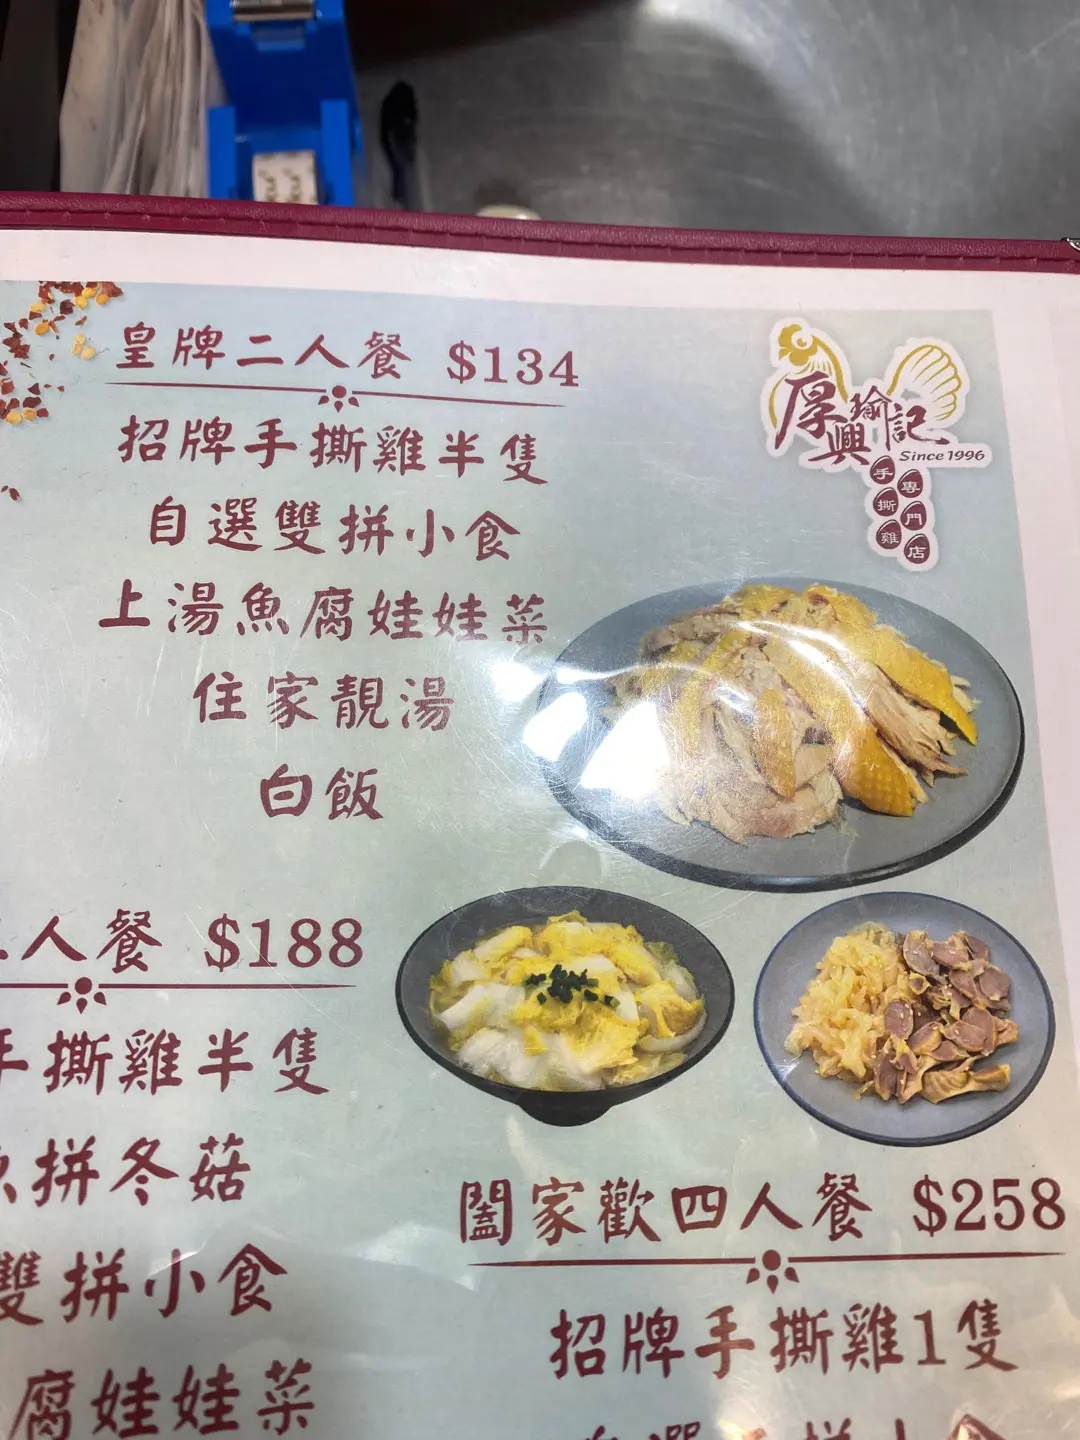 皇牌二人餐 $134
招牌手撕雞半隻
自選雙拼小食
上湯魚腐娃娃菜
住家靚湯
白飯
厚瑜興記
Since 1996
手撕雞
專門店
人餐 $188
手撕雞半隻
拼冬菇
雙拼小食
腐娃娃菜
闔家歡四人餐 $258
招牌手撕雞1隻